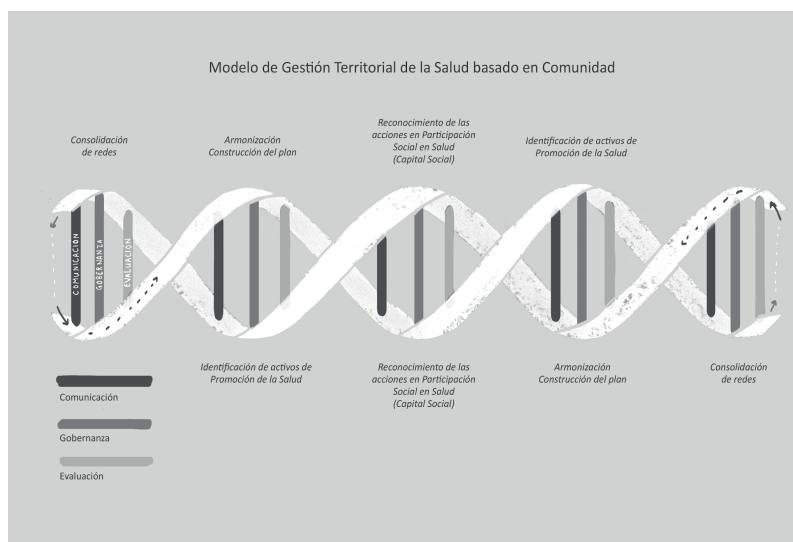 Modelo de Gestión Territorial de la Salud basado en Comunidad
Consolidación
de redes
Armonización
Construcción del plan
Reconocimiento de las
acciones en Participación
Social en Salud
(Capital Social)
Identificación de activos de
Promoción de la Salud
COMUNICACIÓN
GOBERNANZA
EVALUACIÓN
Identificación de activos de
Promoción de la Salud
Reconocimiento de las
acciones en Participación
Social en Salud
(Capital Social)
Armonización
Construcción del plan
Consolidación
de redes
Comunicación
Gobernanza
Evaluación